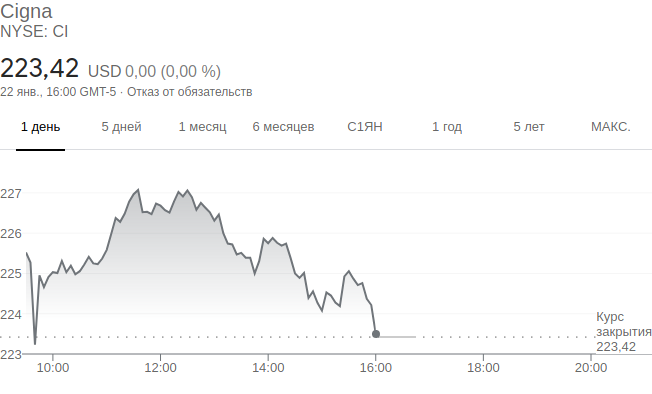 Cigna
NYSE: CI
223,42 USD 0,00 (0,00 %)
22 янв., 16:00 GMT-5 · Отказ от обязательств
1 день 5 дней 1 месяц 6 месяцев С1ЯН 1 год 5 лет МАКС.
227
226
225
224
223
Курс
закрытия
223,42
10:00 12:00 14:00 16:00 18:00 20:00